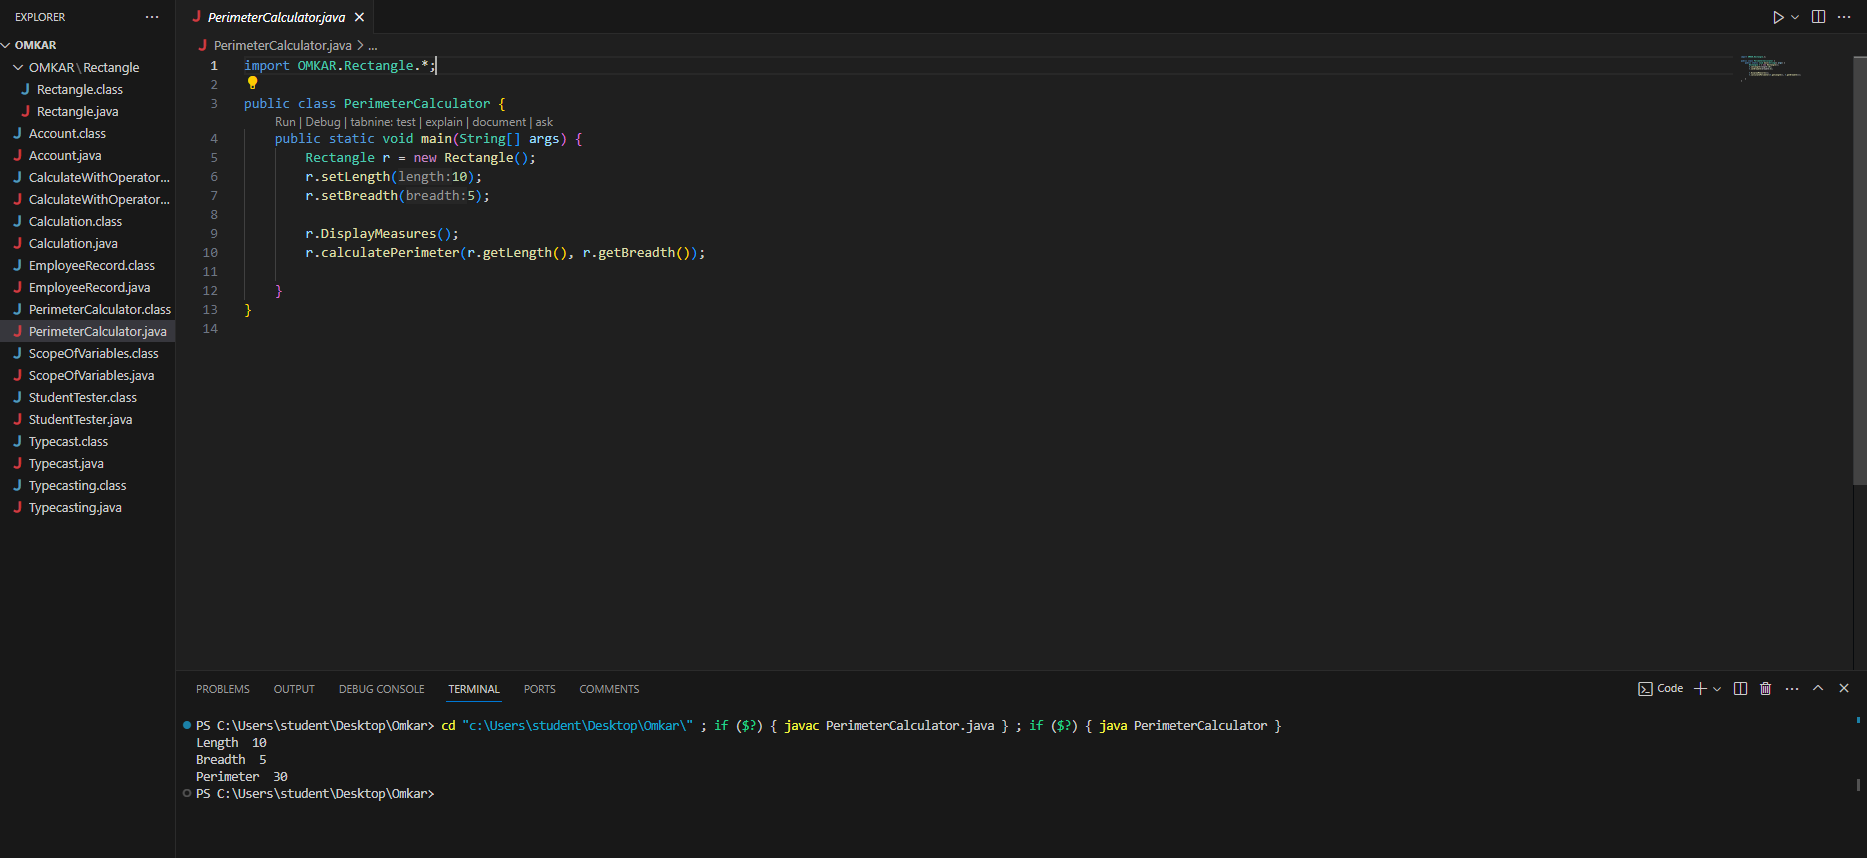 EXPLORER
OMKAR
OMKAR\Rectangle
Rectangle.class
Rectangle.java
Account.class
Account.java
CalculateWithOperator...
CalculateWithOperator...
Calculation.class
Calculation.java
EmployeeRecord.class
EmployeeRecord.java
PerimeterCalculator.class
PerimeterCalculator.java
ScopeOfVariables.class
ScopeOfVariables.java
StudentTester.class
StudentTester.java
Typecast.class
Typecast.java
Typecasting.class
Typecasting.java
PerimeterCalculator.java
PerimeterCalculator.java > ...
1 import OMKAR.Rectangle.*;
2
3 public class PerimeterCalculator {
Run | Debug | tabnine: test | explain | document | ask
4 public static void main(String[] args) {
5 Rectangle r = new Rectangle();
6 r.setLength(length:10);
7 r.setBreadth(breadth:5);
8
9 r.DisplayMeasures();
10 r.calculatePerimeter(r.getLength(), r.getBreadth());
11
12 }
13 }
14
PROBLEMS OUTPUT DEBUG CONSOLE TERMINAL PORTS COMMENTS
Code
PS C:\Users\student\Desktop\Omkar> cd "c:\Users\student\Desktop\Omkar\" ; if ($?) { javac PerimeterCalculator.java } ; if ($?) { java PerimeterCalculator }
Length 10
Breadth 5
Perimeter 30
PS C:\Users\student\Desktop\Omkar>